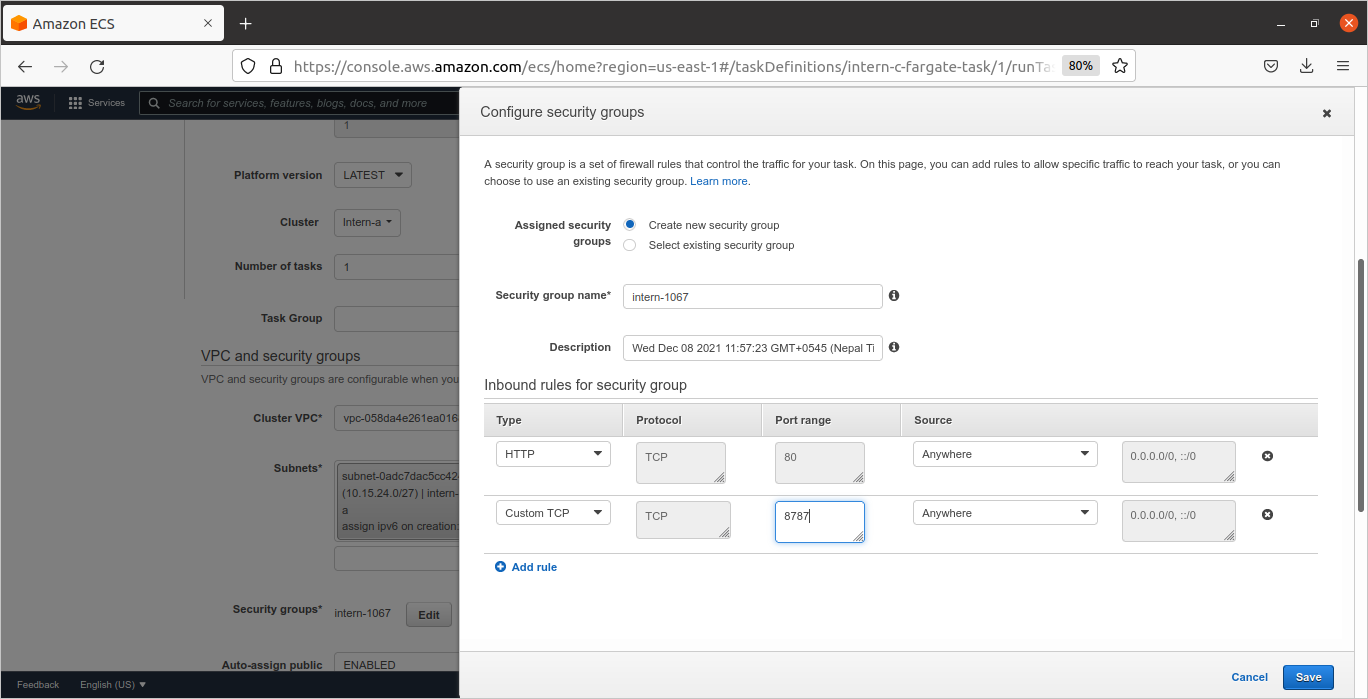 Amazon ECS
https://console.aws.amazon.com/ecs/home?region=us-east-1#/taskDefinitions/intern-c-fargate-task/1/runTa
80%
aws
Services
Search for services, features, blogs, docs, and more
1
Platform version
LATEST
Cluster
Intern-a
Number of tasks
1
Task Group
VPC and security groups
VPC and security groups are configurable when you
Cluster VPC*
vpc-058da4e261ea016
Subnets*
subnet-0adc7dac5cc42
(10.15.24.0/27) | intern-
a
assign ipv6 on creation:
Security groups*
intern-1067
Edit
Auto-assign public
ENABLED
Feedback
English (US)
Configure security groups
A security group is a set of firewall rules that control the traffic for your task. On this page, you can add rules to allow specific traffic to reach your task, or you can
choose to use an existing security group. Learn more.
Assigned security
groups
Create new security group
Select existing security group
Security group name*
intern-1067
Description
Wed Dec 08 2021 11:57:23 GMT+0545 (Nepal Ti
Inbound rules for security group
Type Protocol Port range Source
HTTP TCP 80 Anywhere 0.0.0.0/0, ::/0
Custom TCP TCP 8787 Anywhere 0.0.0.0/0, ::/0
Add rule
Cancel
Save